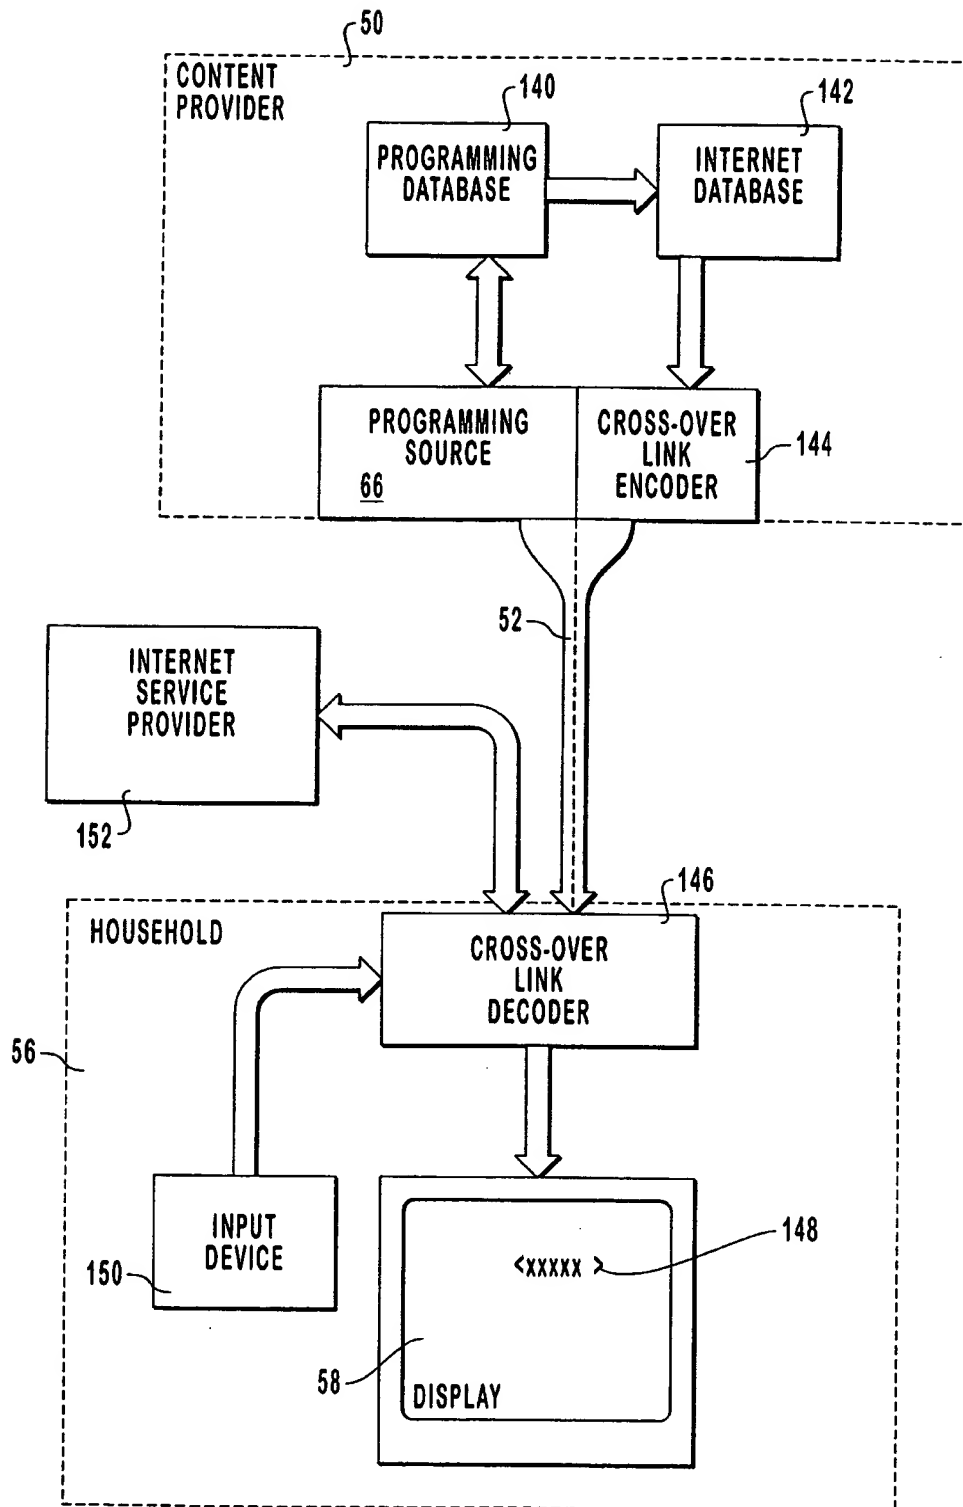 50
CONTENT
PROVIDER
140
142
PROGRAMMING
DATABASE
INTERNET
DATABASE
PROGRAMMING
SOURCE
66
CROSS-OVER
LINK
ENCODER
144
52
INTERNET
SERVICE
PROVIDER
152
146
HOUSEHOLD
CROSS-OVER
LINK
DECODER
56
INPUT
DEVICE
150
<XXXXX >
148
58
DISPLAY